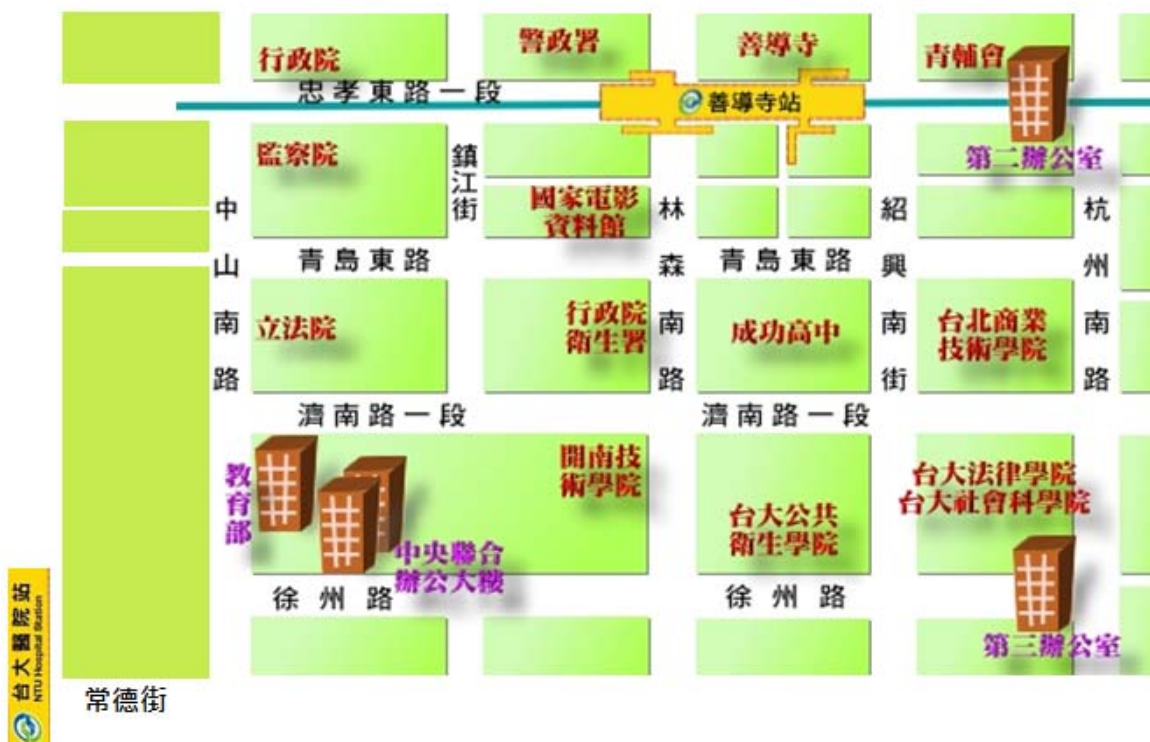 行政院
警政署
善導寺
青輔會
忠孝東路一段
善導寺站
第二辦公室
監察院
鎮江街
國家電影
資料館
中山南路
林森南路
紹興南街
杭州南路
青島東路
青島東路
立法院
行政院
衛生署
成功高中
台北商業
技術學院
濟南路一段
濟南路一段
教育部
開南技
術學院
台大公共
衛生學院
台大法律學院
台大社會科學院
中央聯合
辦公大樓
徐州路
徐州路
第三辦公室
台大醫院站
NTU Hospital Station
常德街